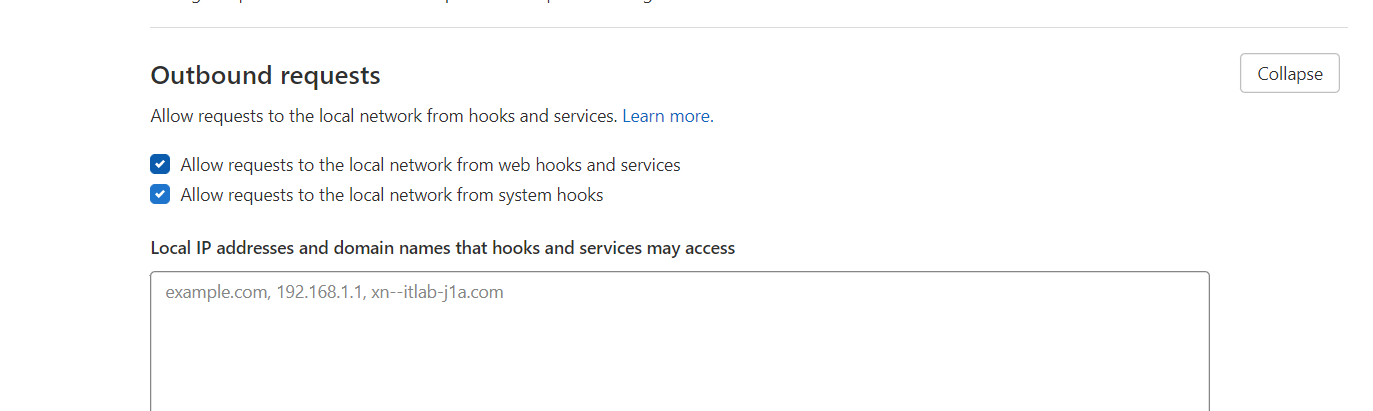 Outbound requests
Collapse
Allow requests to the local network from hooks and services. Learn more.
Allow requests to the local network from web hooks and services
Allow requests to the local network from system hooks
Local IP addresses and domain names that hooks and services may access
example.com, 192.168.1.1, xn--itlab-j1a.com